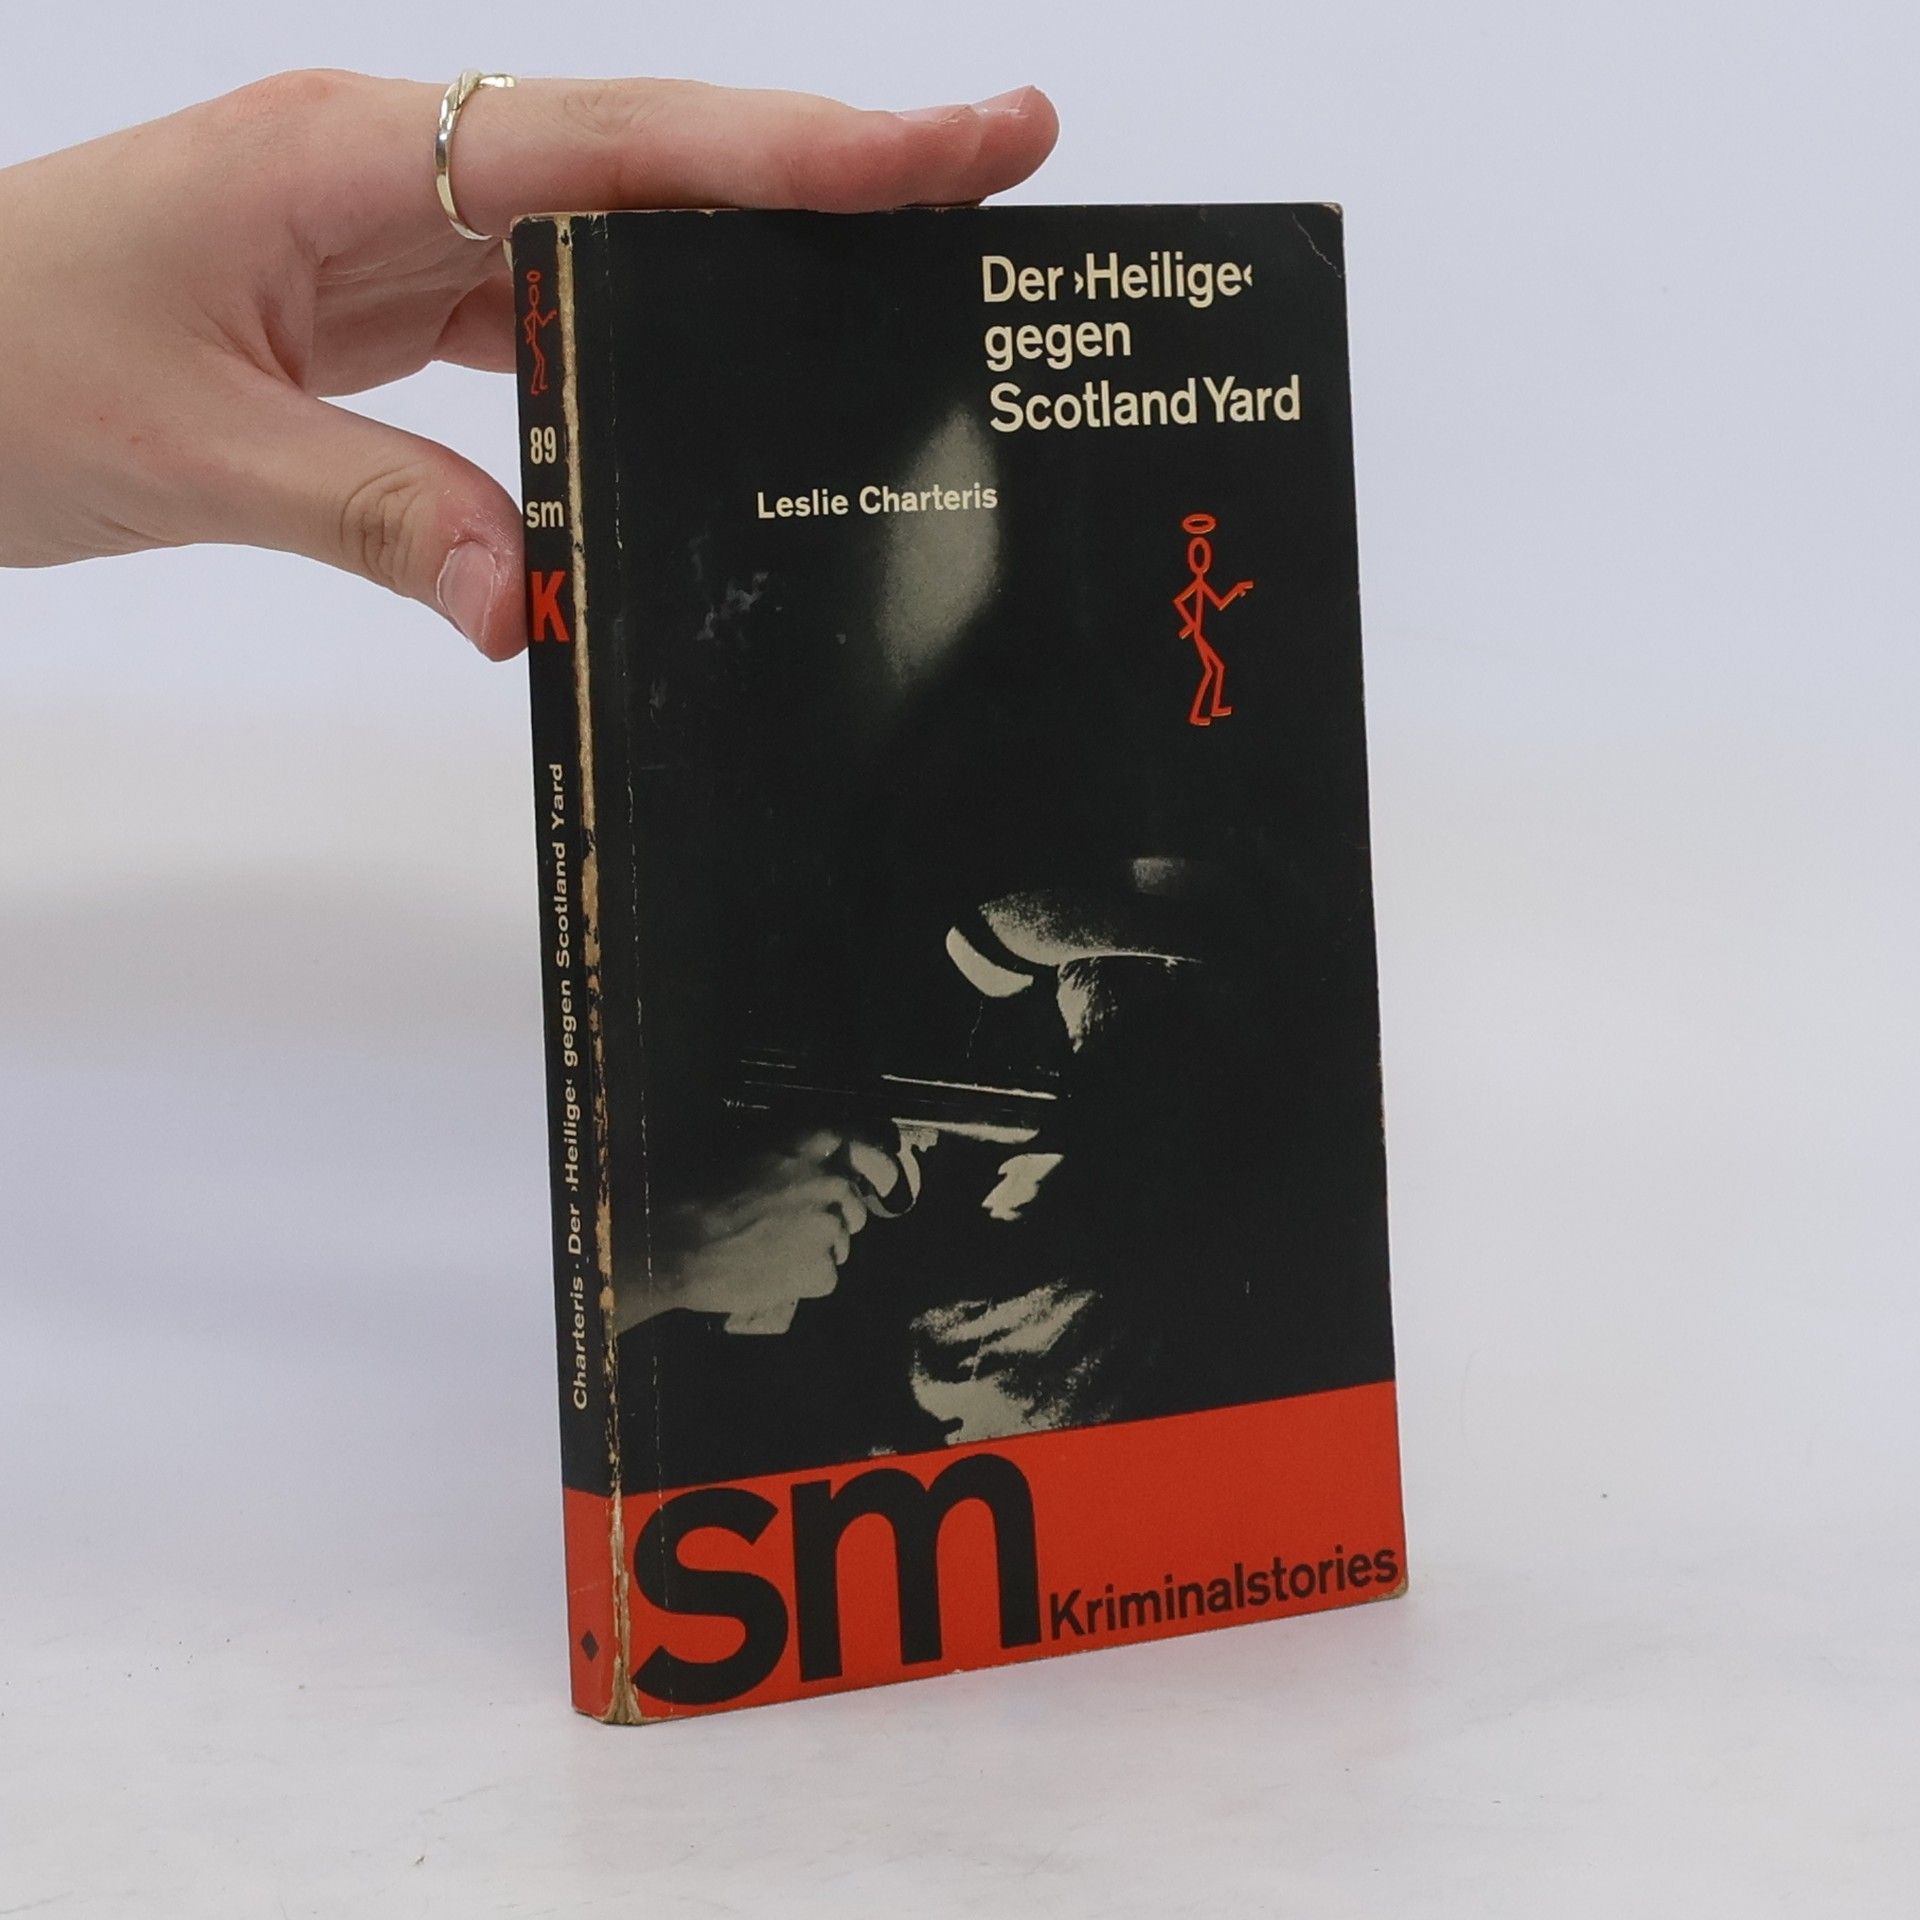 Der ›Heilige‹
gegen
Scotland Yard
Leslie Charteris
sm Kriminalstories
89
sm
K
Charteris · Der ›Heilige‹ gegen Scotland Yard